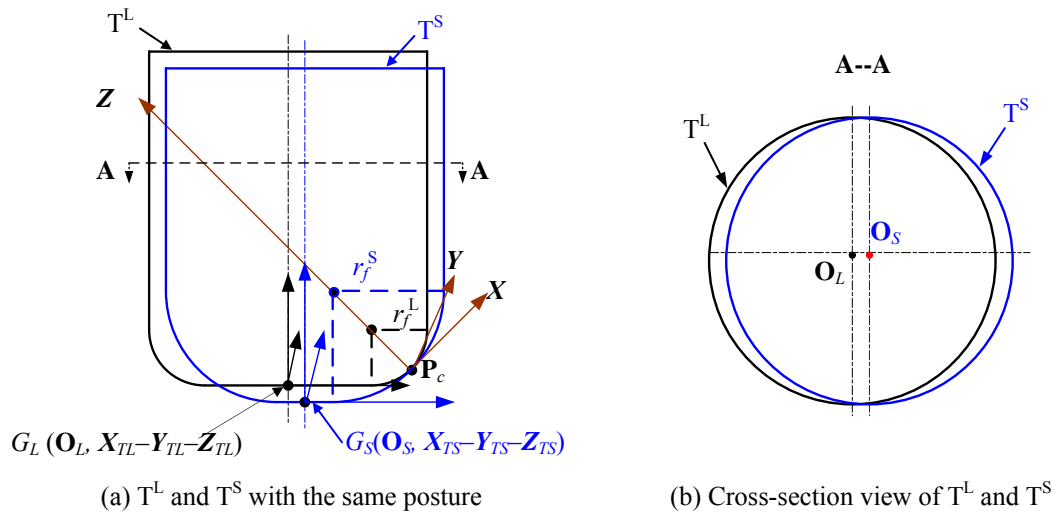 T^L
T^S
A--A
Z
T^L
T^S
A
A
O_S
r_f^S
Y
O_L
X
r_f^L
P_c
G_L (O_L, X_TL–Y_TL–Z_TL)
G_S(O_S, X_TS–Y_TS–Z_TS)
(a) T^L and T^S with the same posture
(b) Cross-section view of T^L and T^S